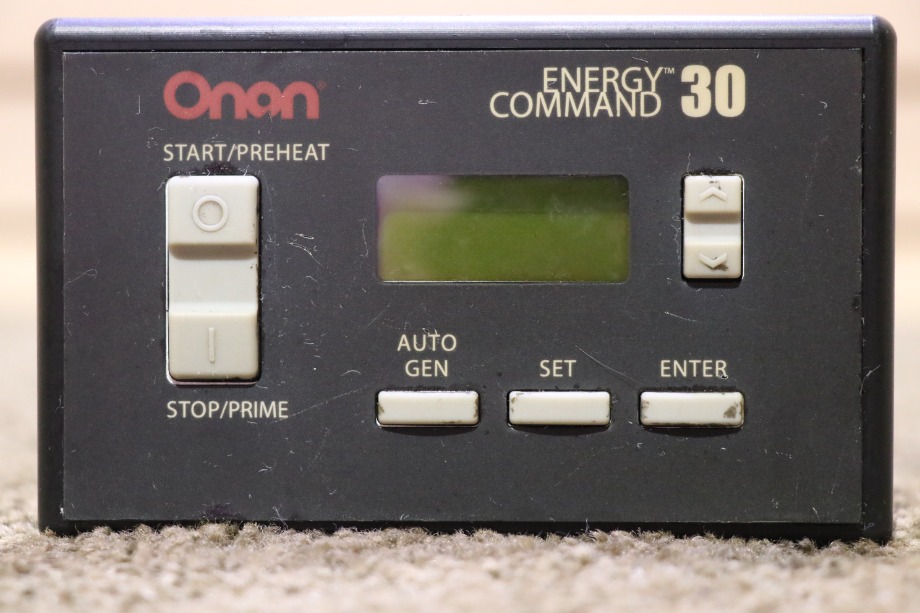 Onan®
ENERGY™
COMMAND 30
START/PREHEAT
O
I
STOP/PRIME
AUTO
GEN
SET
ENTER